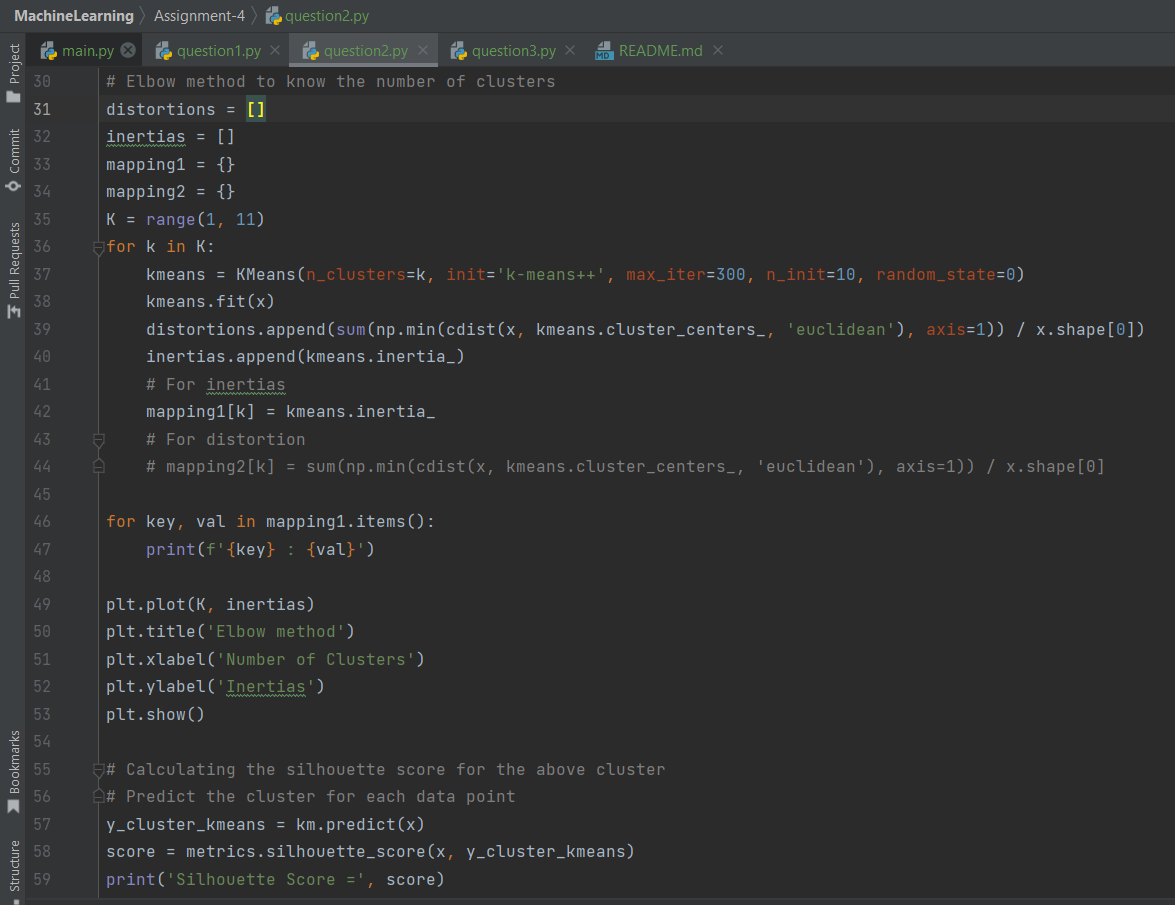 MachineLearning Assignment-4 question2.py
main.py question1.py question2.py question3.py README.md
Project
Commit
Pull Requests
Bookmarks
Structure
30 # Elbow method to know the number of clusters
31 distortions = []
32 inertias = []
33 mapping1 = {}
34 mapping2 = {}
35 K = range(1, 11)
36 for k in K:
37     kmeans = KMeans(n_clusters=k, init='k-means++', max_iter=300, n_init=10, random_state=0)
38     kmeans.fit(x)
39     distortions.append(sum(np.min(cdist(x, kmeans.cluster_centers_, 'euclidean'), axis=1)) / x.shape[0])
40     inertias.append(kmeans.inertia_)
41     # For inertias
42     mapping1[k] = kmeans.inertia_
43     # For distortion
44     # mapping2[k] = sum(np.min(cdist(x, kmeans.cluster_centers_, 'euclidean'), axis=1)) / x.shape[0]
45
46 for key, val in mapping1.items():
47     print(f'{key} : {val}')
48
49 plt.plot(K, inertias)
50 plt.title('Elbow method')
51 plt.xlabel('Number of Clusters')
52 plt.ylabel('Inertias')
53 plt.show()
54
55 # Calculating the silhouette score for the above cluster
56 # Predict the cluster for each data point
57 y_cluster_kmeans = km.predict(x)
58 score = metrics.silhouette_score(x, y_cluster_kmeans)
59 print('Silhouette Score =', score)